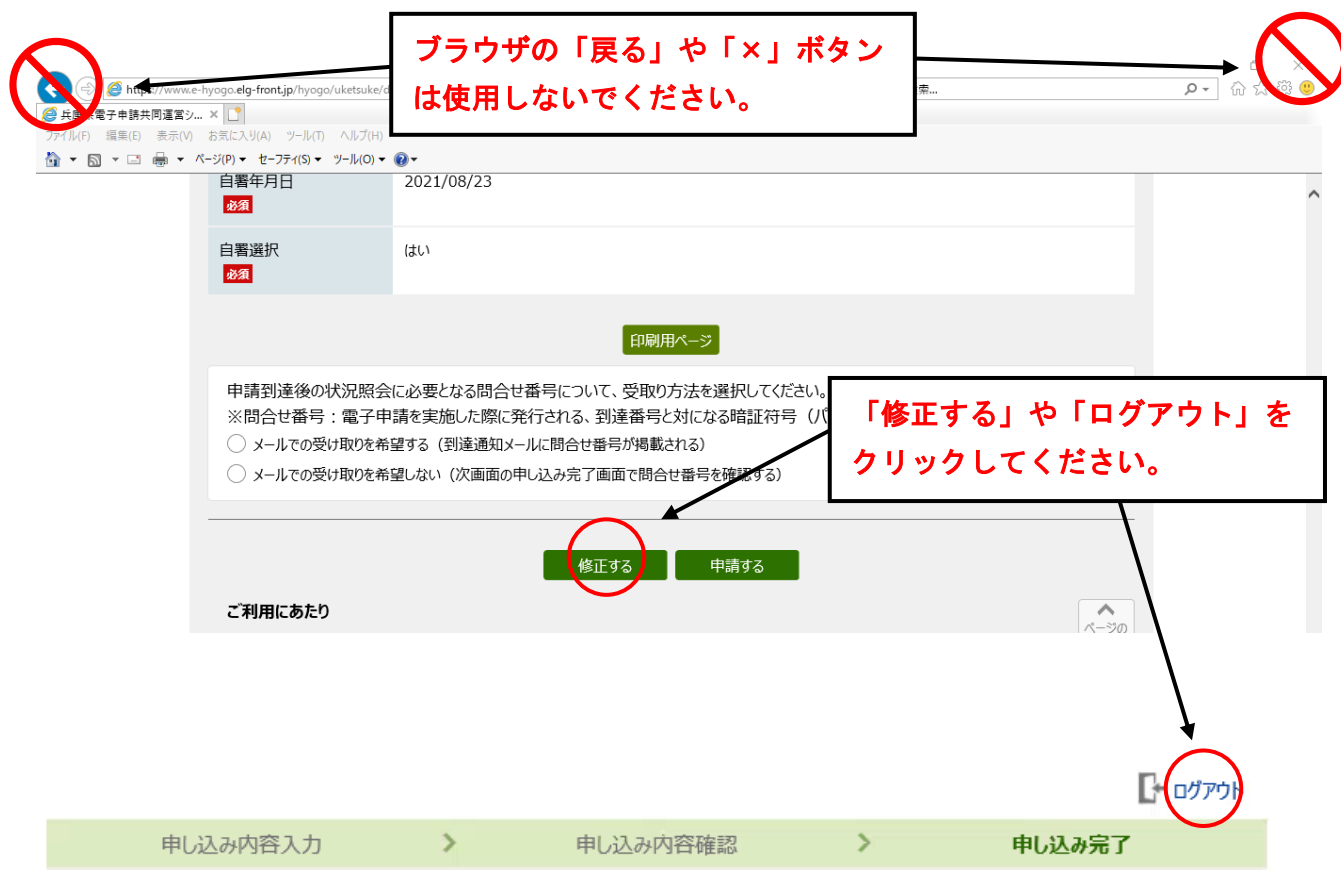 ブラウザの「戻る」や「×」ボタン
は使用しないでください。
https://www.e-hyogo.elg-front.jp/hyogo/uketsuke/
索...
兵庫県電子申請共同運営シ... ×
ファイル(F) 編集(E) 表示(V) お気に入り(A) ツール(T) ヘルプ(H)
ページ(P) セーフティ(S) ツール(O)
自署年月日 2021/08/23
必須
自署選択 はい
必須
印刷用ページ
申請到達後の状況照会に必要となる問合せ番号について、受取り方法を選択してください。
※問合せ番号：電子申請を実施した際に発行される、到達番号と対になる暗証符号（パ
メールでの受け取りを希望する（到達通知メールに問合せ番号が掲載される）
メールでの受け取りを希望しない（次画面の申し込み完了画面で問合せ番号を確認する）
「修正する」や「ログアウト」を
クリックしてください。
修正する 申請する
ご利用にあたり
ページの
ログアウト
申し込み内容入力 > 申し込み内容確認 > 申し込み完了